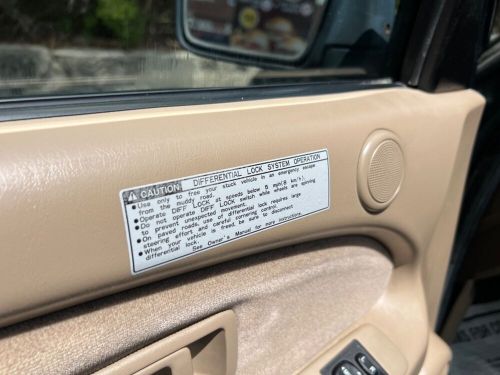 ⚠ CAUTION DIFFERENTIAL LOCK SYSTEM OPERATION
● Use only to free your stuck vehicle in an emergency escape
from the muddy road.
● Operate DIFF LOCK at speeds below 5 mph(8 km/h).
● Do not operate DIFF LOCK switch while wheels are spinning
to prevent unexpected movement.
● On paved roads, use of differential lock requires large
steering effort and careful cornering control.
● When your vehicle is freed, be sure to disconnect
differential lock. See Owner's Manual for more instructions.